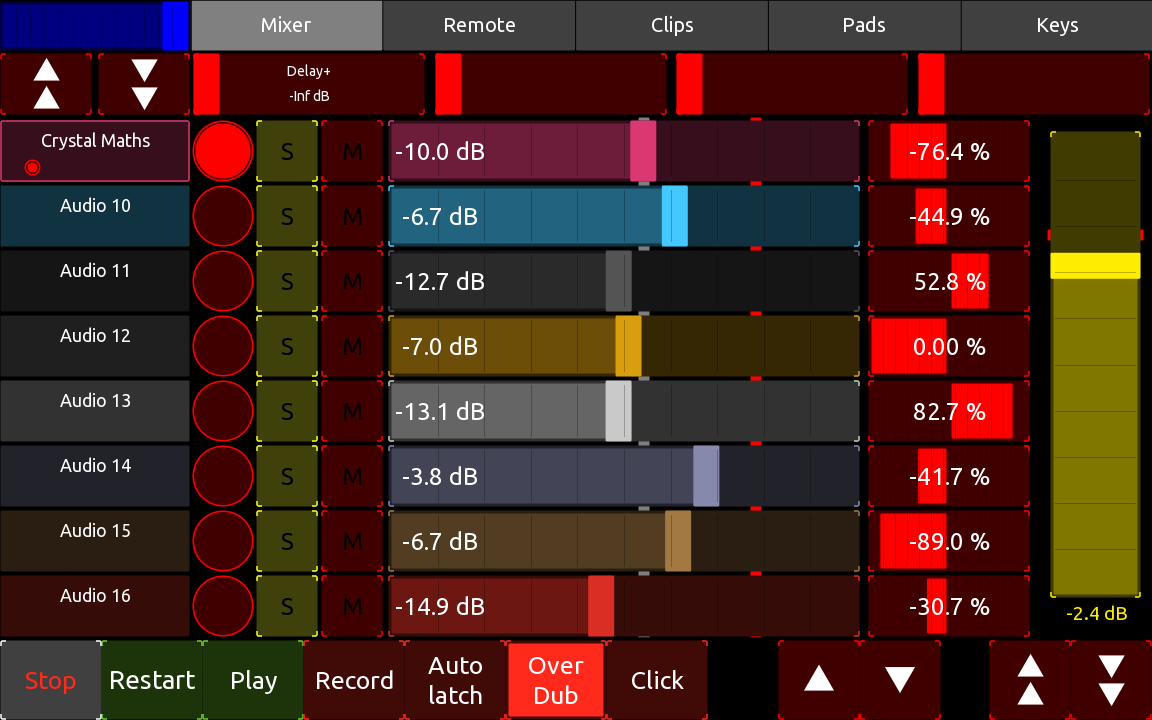 Mixer
Remote
Clips
Pads
Keys
Delay+
-Inf dB
Crystal Maths
S
M
-10.0 dB
-76.4 %
Audio 10
S
M
-6.7 dB
-44.9 %
Audio 11
S
M
-12.7 dB
52.8 %
Audio 12
S
M
-7.0 dB
0.00 %
Audio 13
S
M
-13.1 dB
82.7 %
Audio 14
S
M
-3.8 dB
-41.7 %
Audio 15
S
M
-6.7 dB
-89.0 %
Audio 16
S
M
-14.9 dB
-30.7 %
-2.4 dB
Stop
Restart
Play
Record
Auto
latch
Over
Dub
Click